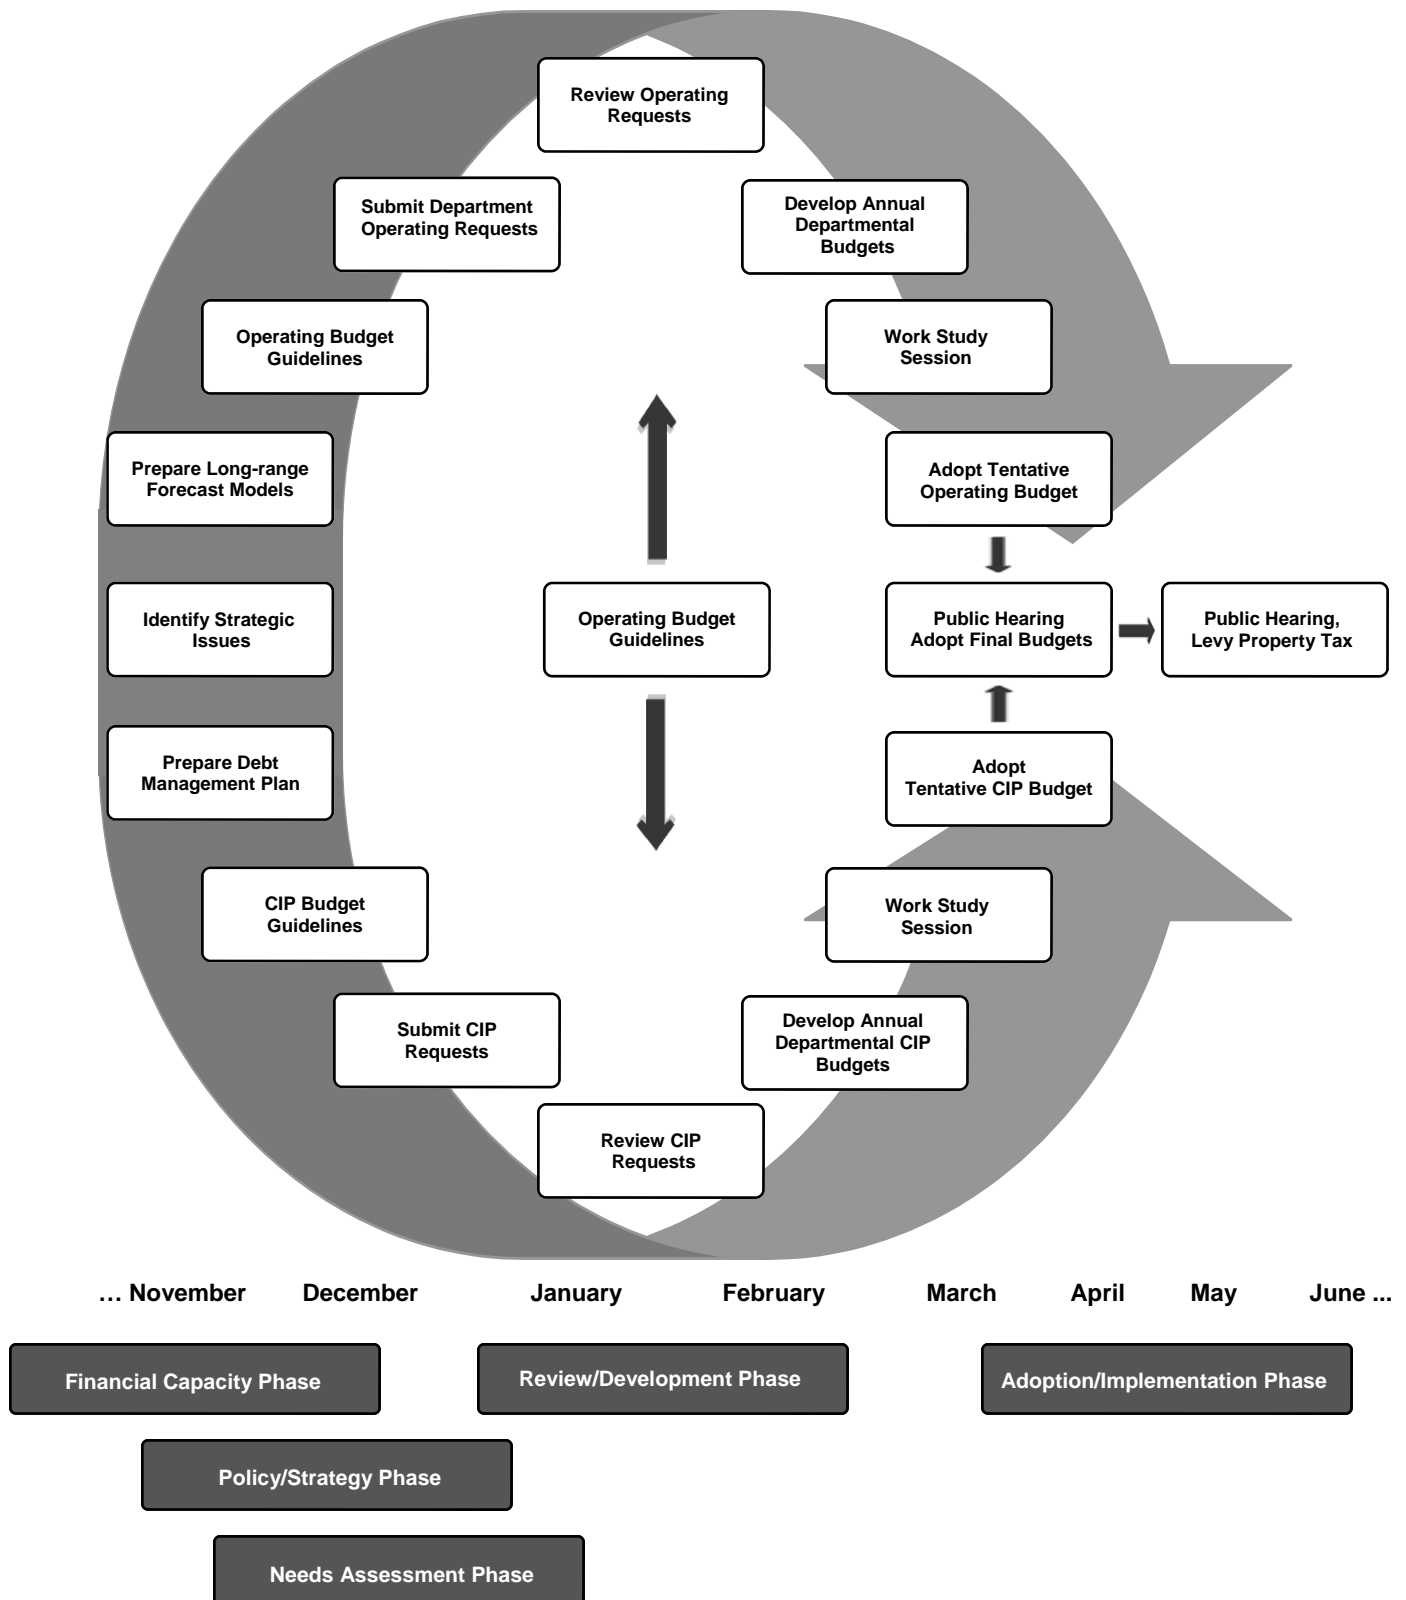 Review Operating
Requests
Submit Department
Operating Requests
Develop Annual
Departmental
Budgets
Operating Budget
Guidelines
Work Study
Session
Prepare Long-range
Forecast Models
Adopt Tentative
Operating Budget
Identify Strategic
Issues
Operating Budget
Guidelines
Public Hearing
Adopt Final Budgets
Public Hearing,
Levy Property Tax
Prepare Debt
Management Plan
Adopt
Tentative CIP Budget
CIP Budget
Guidelines
Work Study
Session
Submit CIP
Requests
Develop Annual
Departmental CIP
Budgets
Review CIP
Requests
... November December January February March April May June ...
Financial Capacity Phase
Review/Development Phase
Adoption/Implementation Phase
Policy/Strategy Phase
Needs Assessment Phase